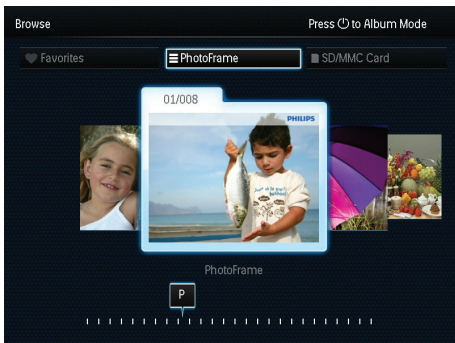 Browse
Press ⏻ to Album Mode
Favorites
PhotoFrame
SD/MMC Card
01/008
PHILIPS
PhotoFrame
P